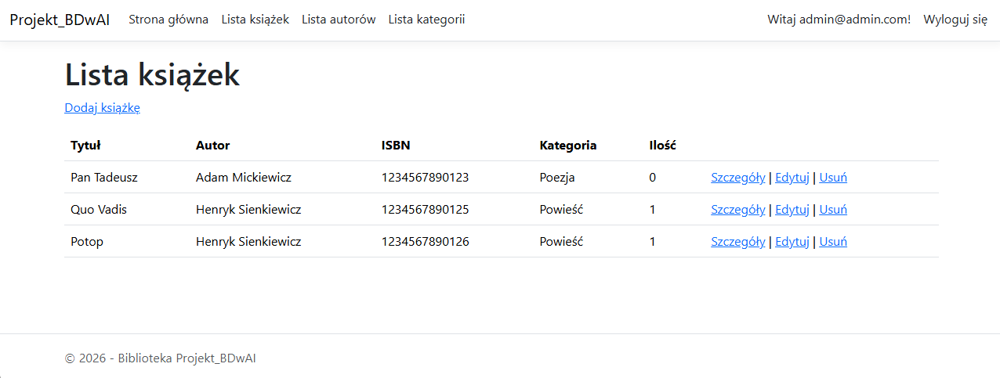 Projekt_BDwAI Strona główna Lista książek Lista autorów Lista kategorii Witaj admin@admin.com! Wyloguj się
Lista książek
Dodaj książkę
Tytuł Autor ISBN Kategoria Ilość
Pan Tadeusz Adam Mickiewicz 1234567890123 Poezja 0 Szczegóły | Edytuj | Usuń
Quo Vadis Henryk Sienkiewicz 1234567890125 Powieść 1 Szczegóły | Edytuj | Usuń
Potop Henryk Sienkiewicz 1234567890126 Powieść 1 Szczegóły | Edytuj | Usuń
© 2026 - Biblioteka Projekt_BDwAI